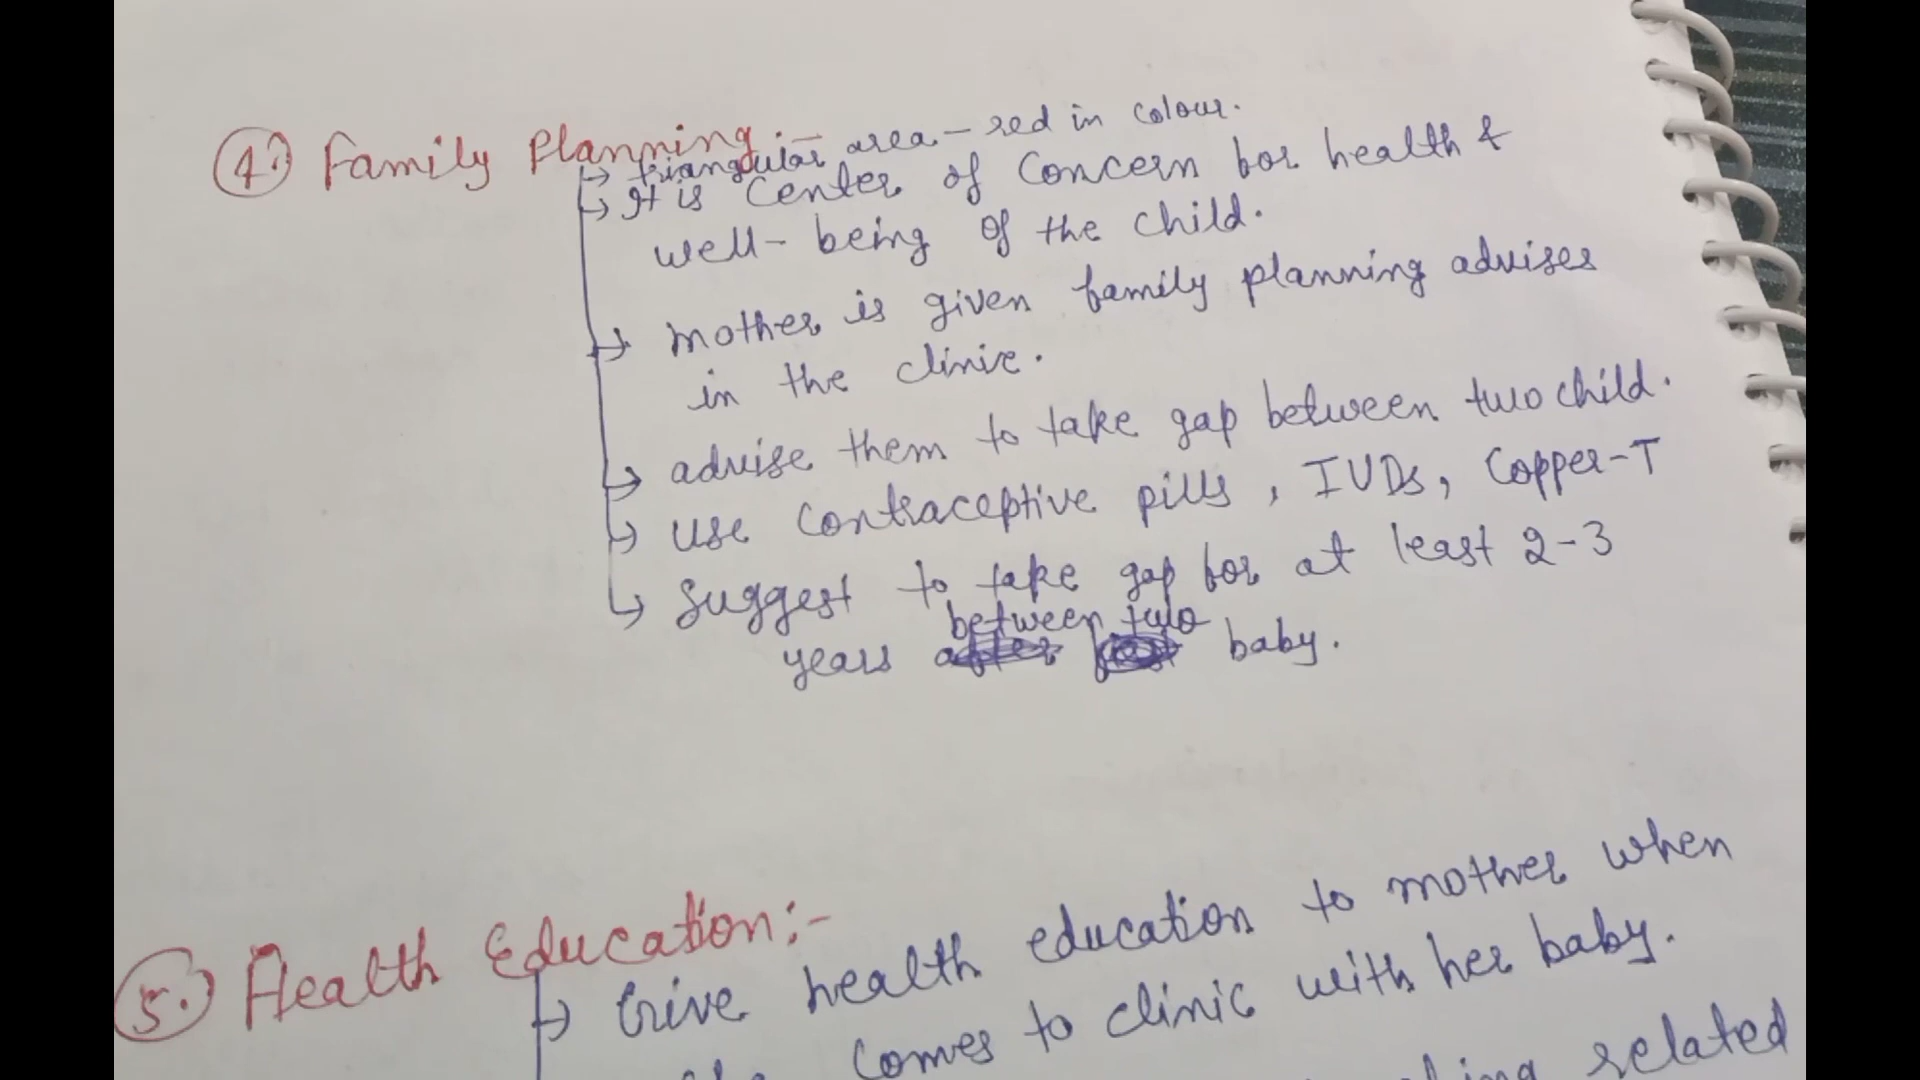 4. Family Planning :-
→ triangular area - red in colour.
→ It is Center of Concern for health &
well-being of the child.
→ mother is given family planning advises
in the clinic.
→ advise them to take gap between two child.
→ use contraceptive pills, IUDs, Copper-T
→ suggest to take gap for at least 2-3
years between two baby.
5. Health Education:-
→ Give health education to mother when
comes to clinic with her baby.
related